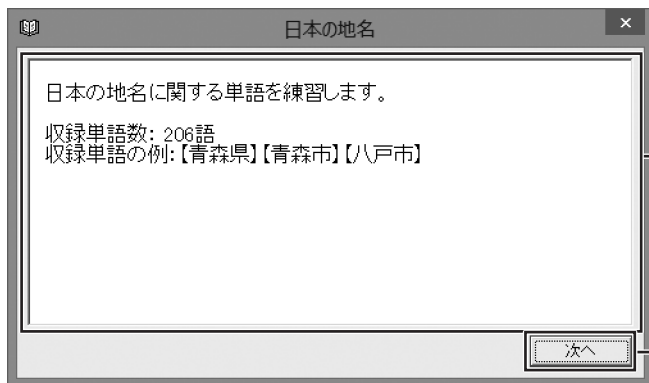 日本の地名
日本の地名に関する単語を練習します。
収録単語数: 206語
収録単語の例:【青森県】【青森市】【八戸市】
次へ